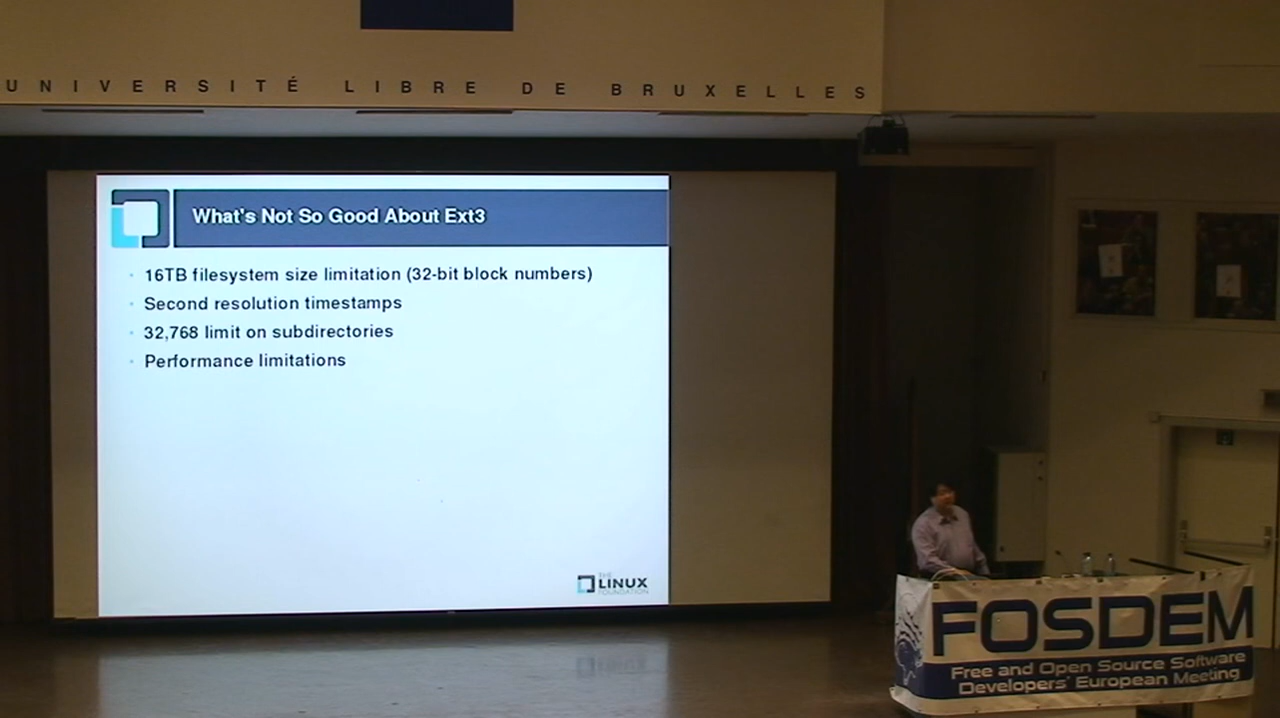 UNIVERSITÉ LIBRE DE BRUXELLES
What's Not So Good About Ext3
16TB filesystem size limitation (32-bit block numbers)
Second resolution timestamps
32,768 limit on subdirectories
Performance limitations
THE
LINUX
FOUNDATION
FOSDEM
Free and Open Source Software
Developers' European Meeting